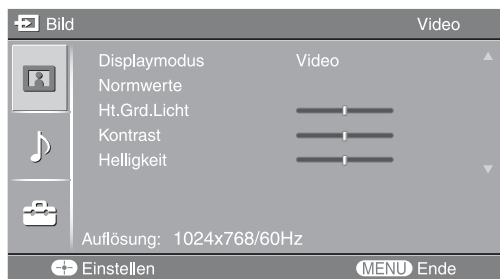 Bild Video
Displaymodus Video
Normwerte
Ht.Grd.Licht
Kontrast
Helligkeit
Auflösung: 1024x768/60Hz
Einstellen MENU Ende